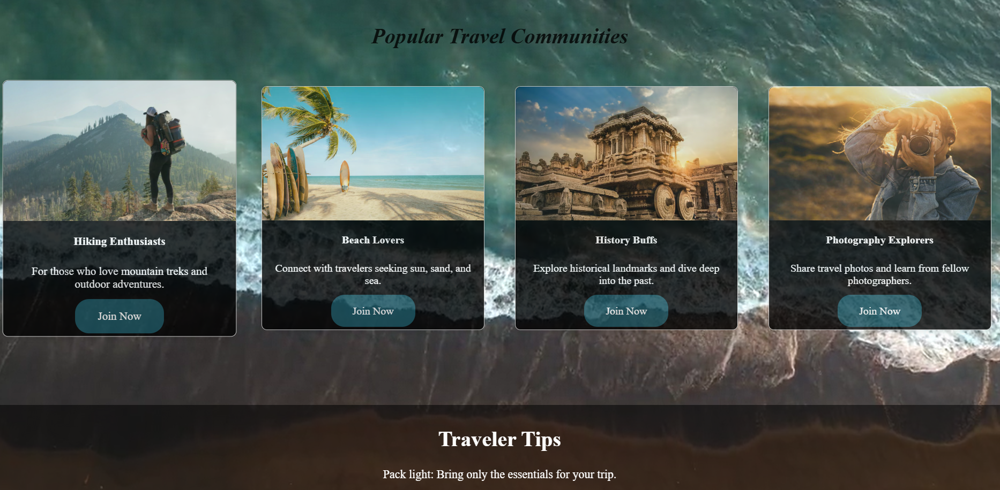 Popular Travel Communities
Hiking Enthusiasts
For those who love mountain treks and
outdoor adventures.
Join Now
Beach Lovers
Connect with travelers seeking sun, sand, and
sea.
Join Now
History Buffs
Explore historical landmarks and dive deep
into the past.
Join Now
Photography Explorers
Share travel photos and learn from fellow
photographers.
Join Now
Traveler Tips
Pack light: Bring only the essentials for your trip.